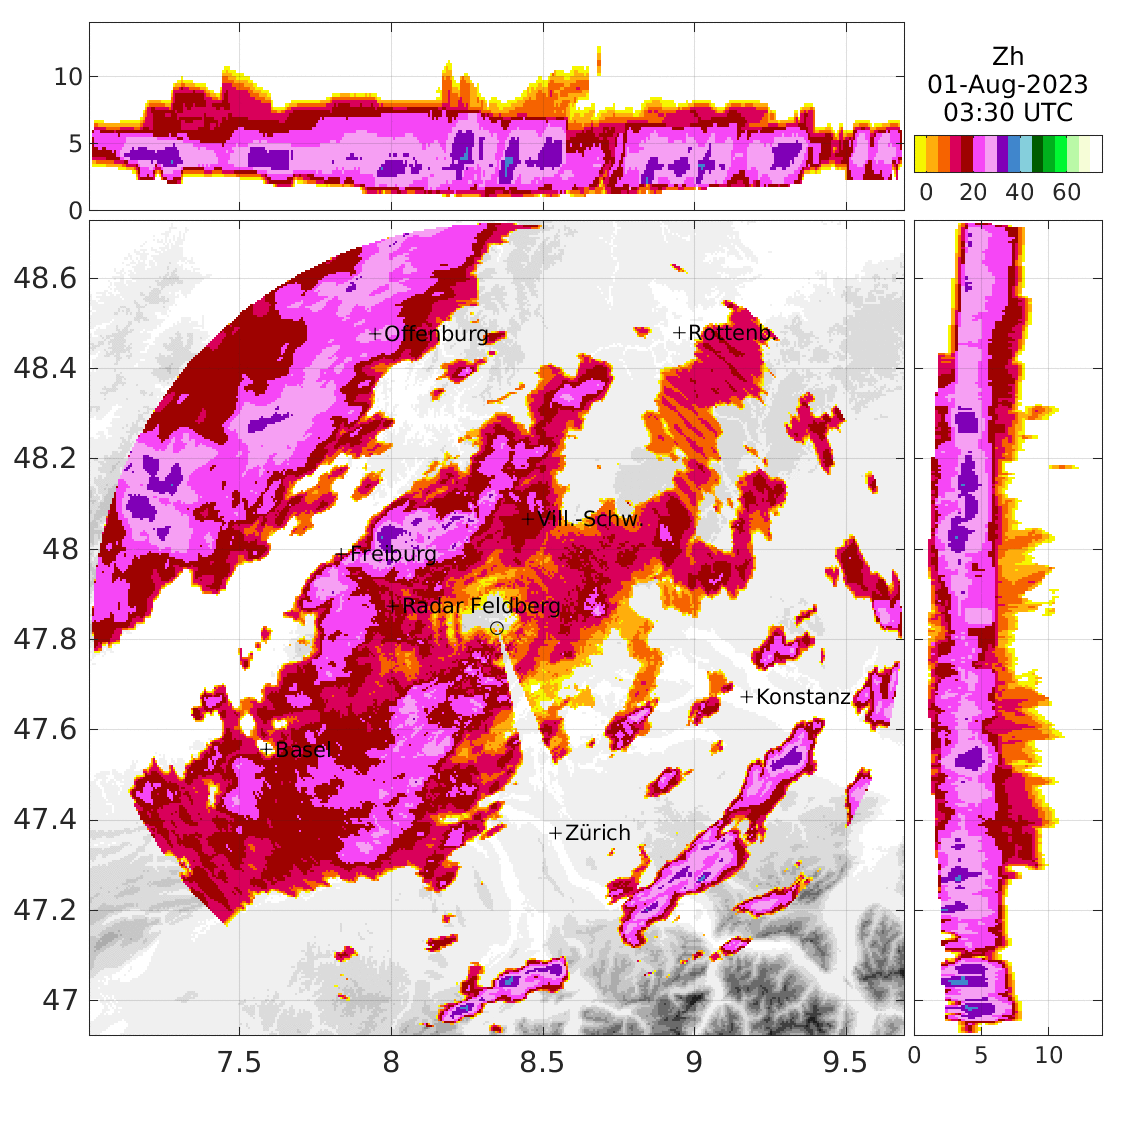 10
5
0
Zh
01-Aug-2023
03:30 UTC
0 20 40 60
48.6
48.4
48.2
48
47.8
47.6
47.4
47.2
47
+Offenburg
+Rottenb.
+Vill.-Schw.
+Freiburg
+Radar Feldberg
+Konstanz
+Basel
+Zürich
7.5 8 8.5 9 9.5
0 5 10